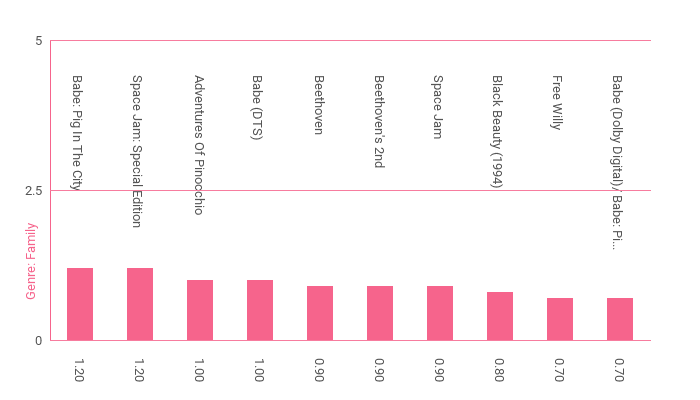 5
2.5
0
Genre: Family
Babe: Pig In The City
Space Jam: Special Edition
Adventures Of Pinocchio
Babe (DTS)
Beethoven
Beethoven's 2nd
Space Jam
Black Beauty (1994)
Free Willy
Babe (Dolby Digital)/ Babe: Pi...
1.20
1.20
1.00
1.00
0.90
0.90
0.90
0.80
0.70
0.70